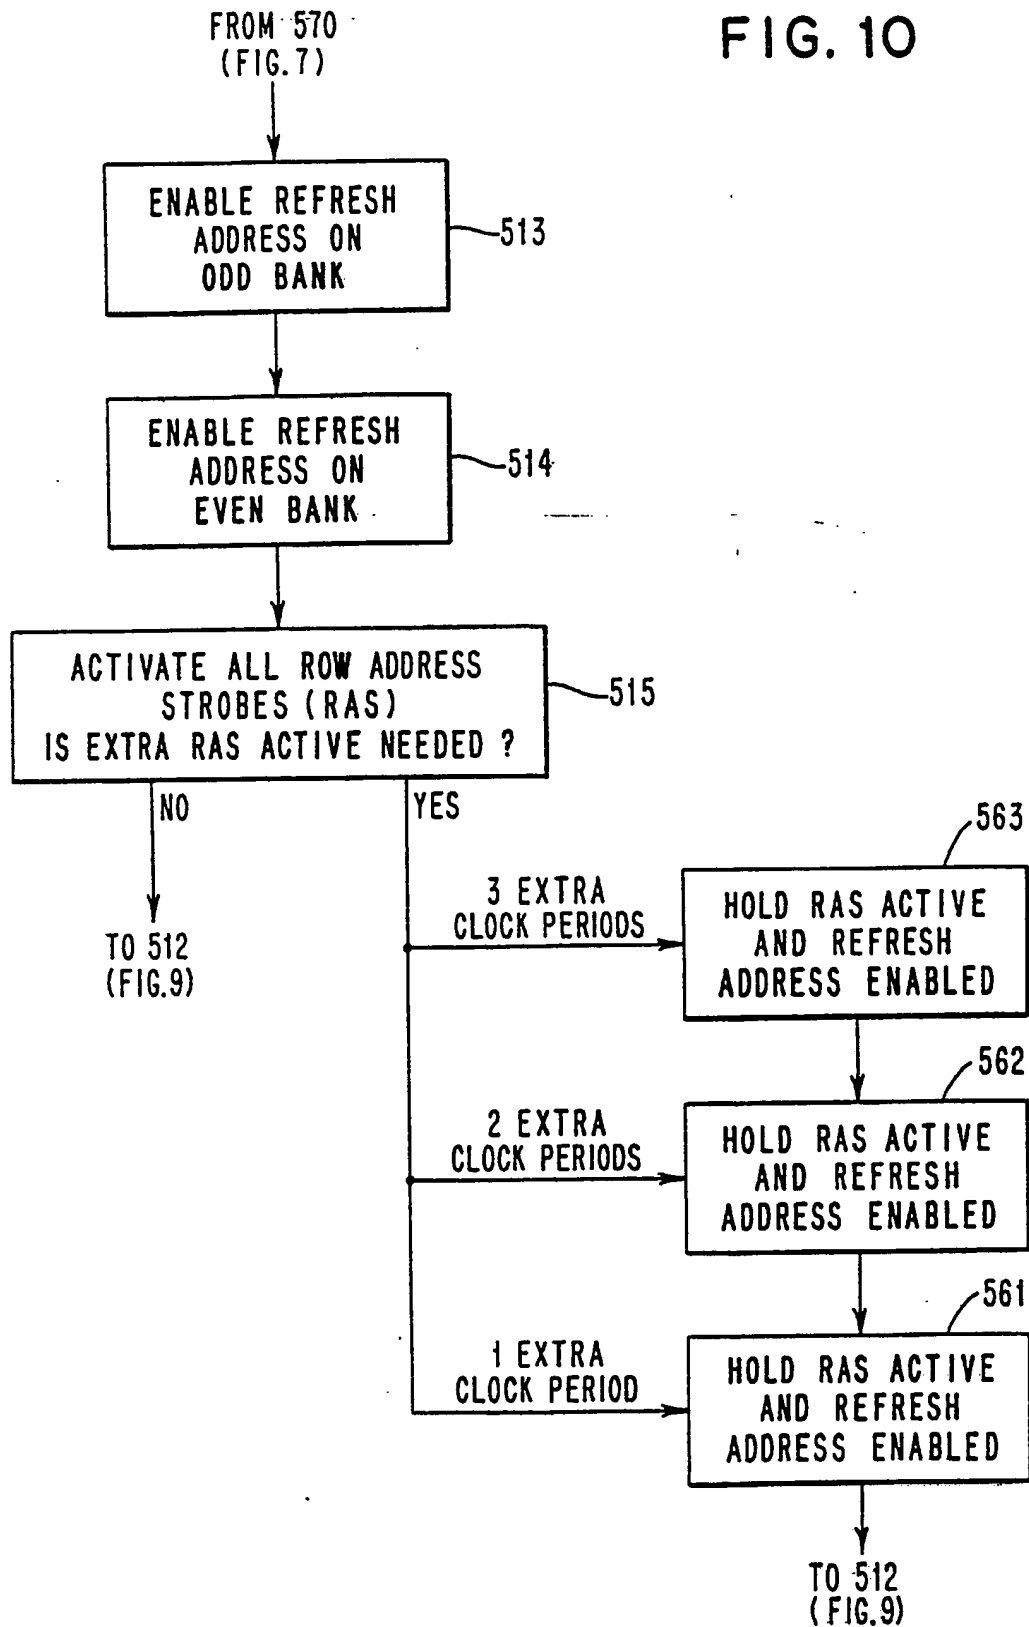 FROM 570
(FIG.7)
FIG. 10
ENABLE REFRESH
ADDRESS ON
ODD BANK
513
ENABLE REFRESH
ADDRESS ON
EVEN BANK
514
ACTIVATE ALL ROW ADDRESS
STROBES (RAS)
IS EXTRA RAS ACTIVE NEEDED ?
515
NO
YES
TO 512
(FIG.9)
3 EXTRA
CLOCK PERIODS
563
HOLD RAS ACTIVE
AND REFRESH
ADDRESS ENABLED
2 EXTRA
CLOCK PERIODS
562
HOLD RAS ACTIVE
AND REFRESH
ADDRESS ENABLED
1 EXTRA
CLOCK PERIOD
561
HOLD RAS ACTIVE
AND REFRESH
ADDRESS ENABLED
TO 512
(FIG.9)